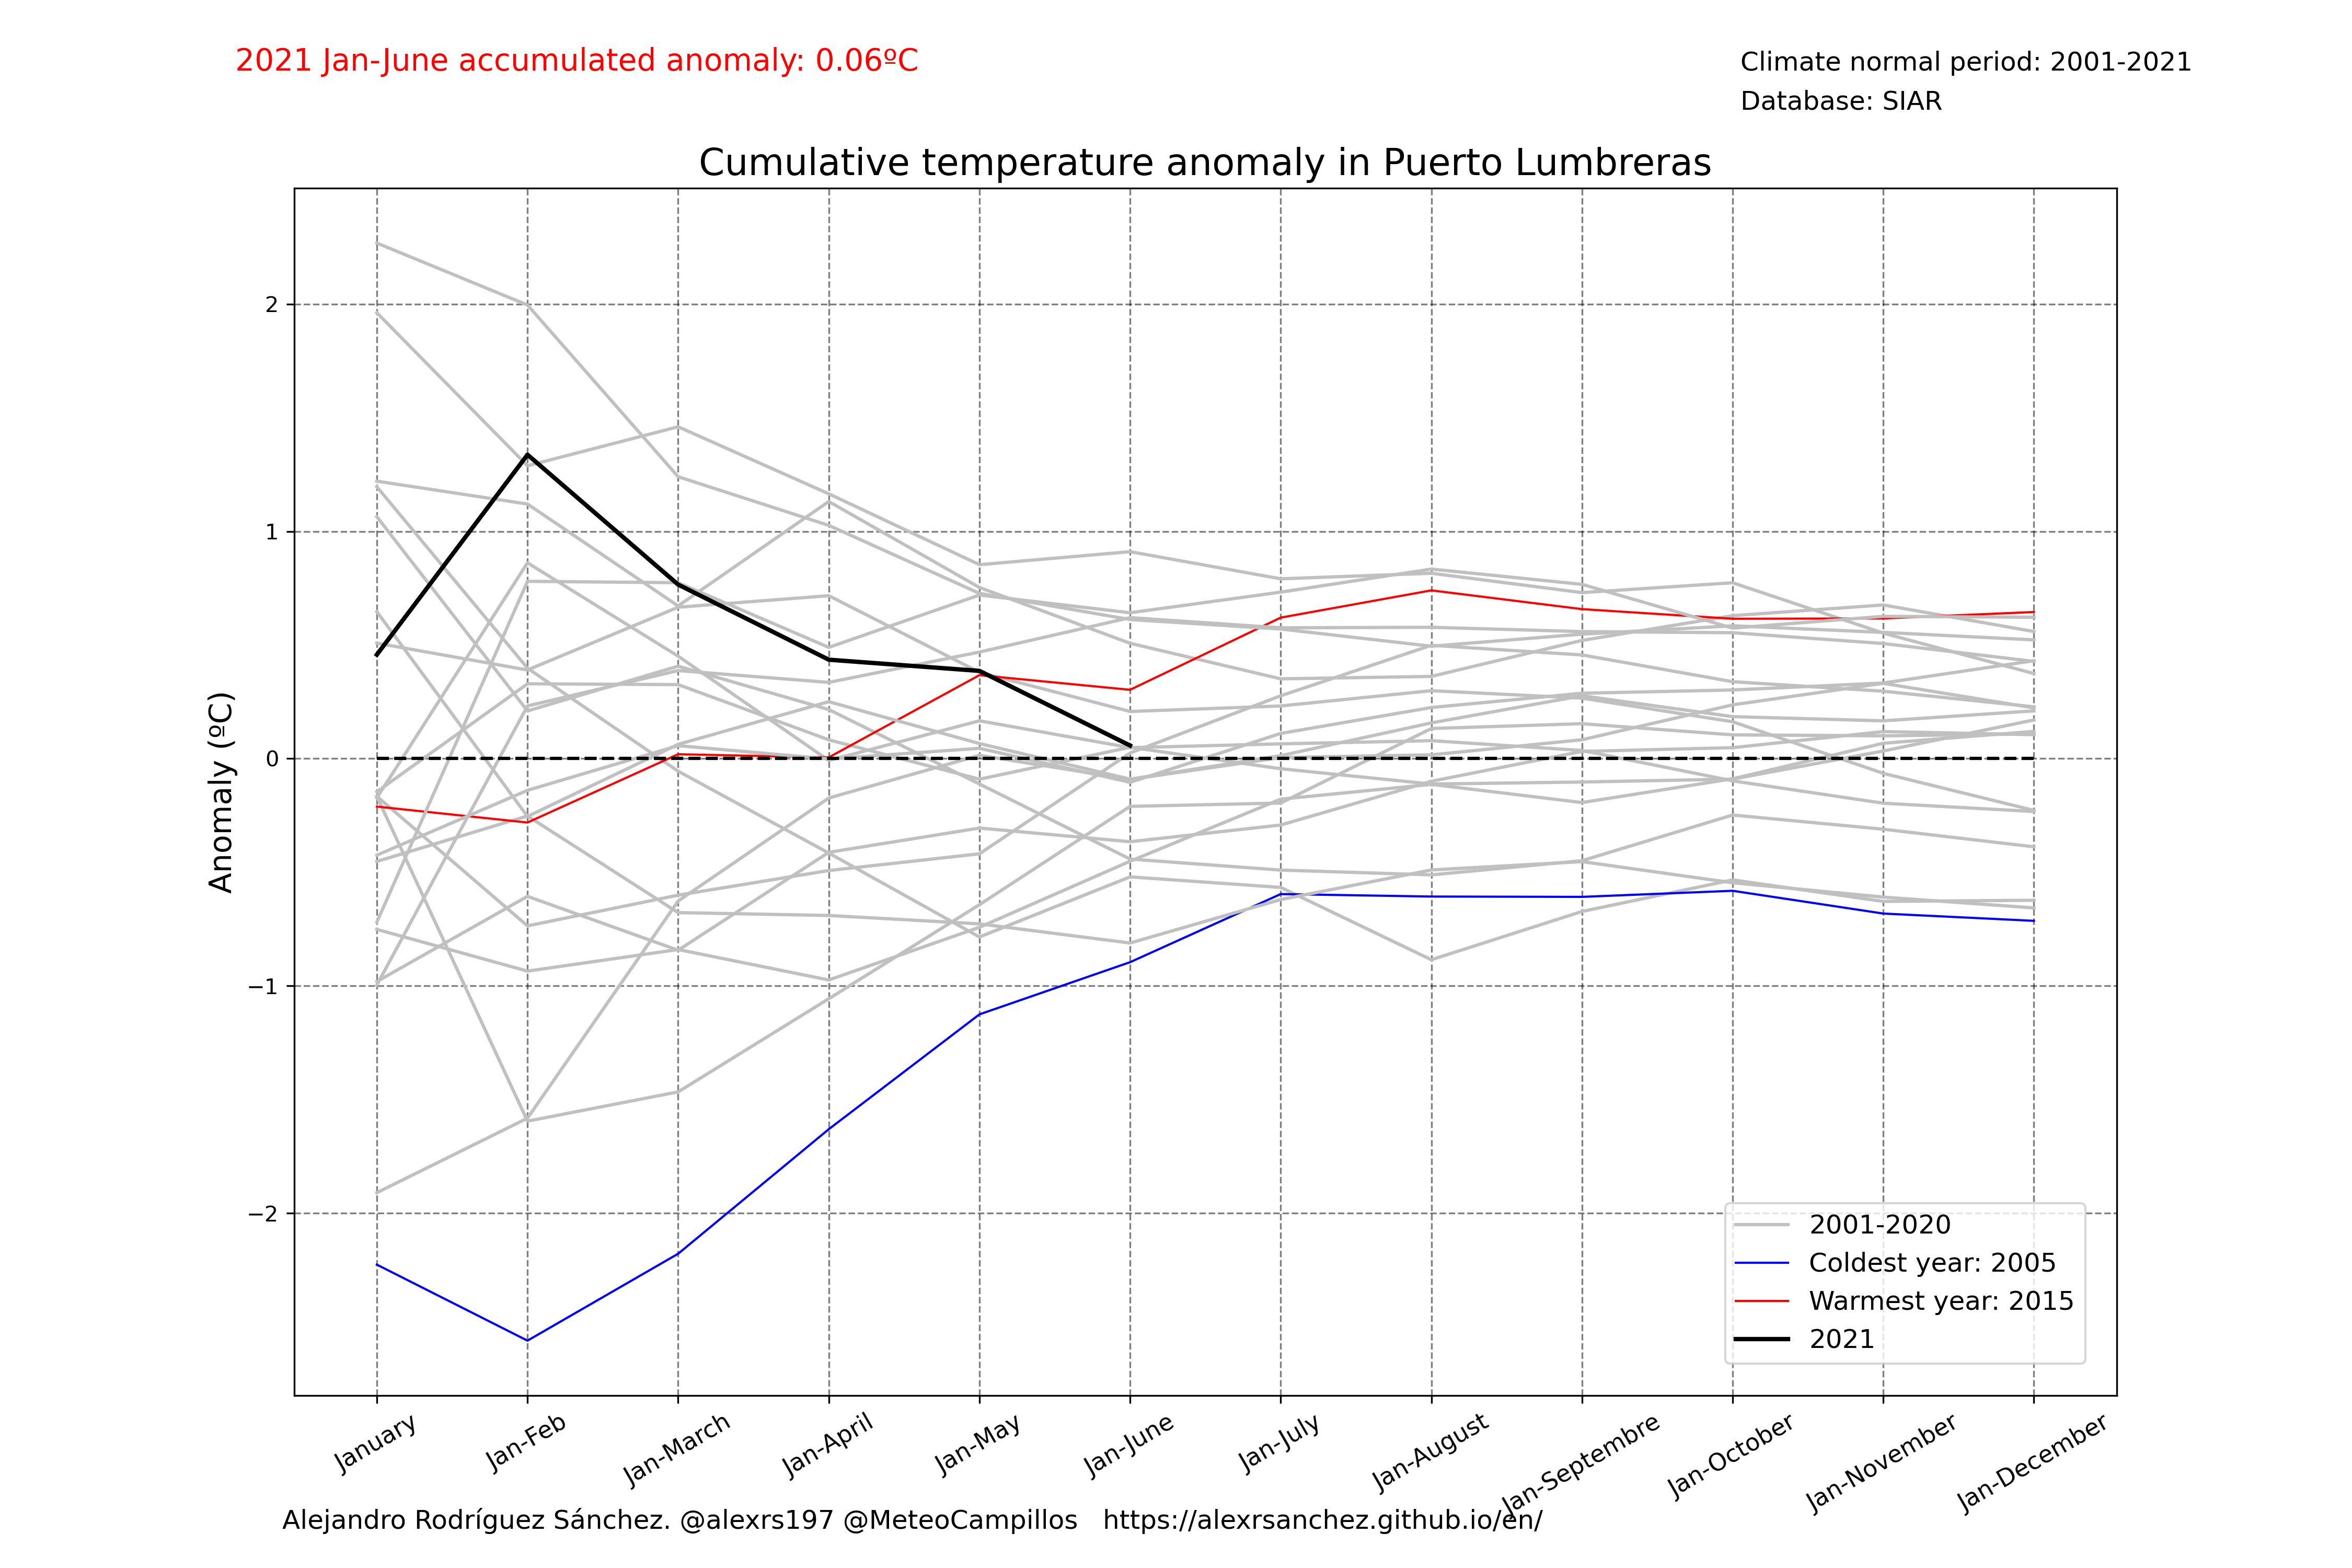 2021 Jan-June accumulated anomaly: 0.06ºC
Climate normal period: 2001-2021
Database: SIAR
Cumulative temperature anomaly in Puerto Lumbreras
Anomaly (ºC)
2
1
0
−1
−2
2001-2020
Coldest year: 2005
Warmest year: 2015
2021
January
Jan-Feb
Jan-March
Jan-April
Jan-May
Jan-June
Jan-July
Jan-August
Jan-Septembre
Jan-October
Jan-November
Jan-December
Alejandro Rodríguez Sánchez. @alexrs197 @MeteoCampillos   https://alexrsanchez.github.io/en/